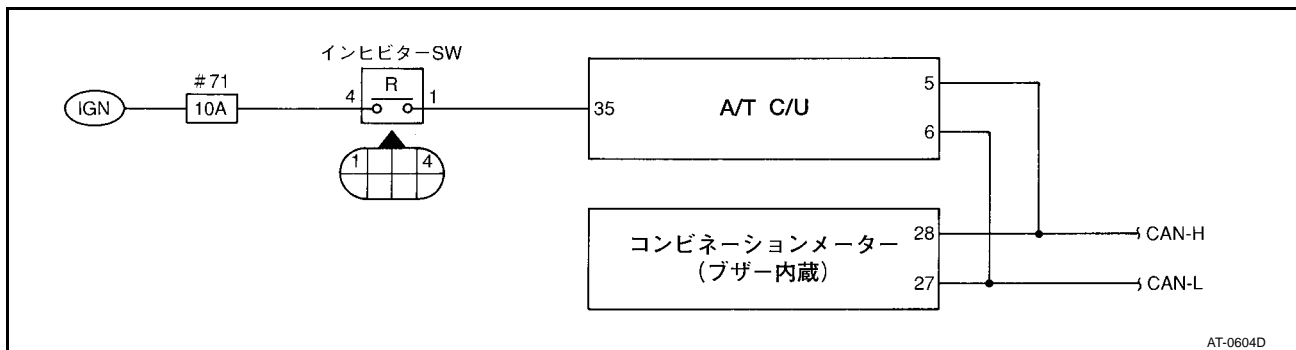 インヒビターSW
#71
R
IGN
10A
4
1
35
A/T C/U
5
6
1
4
コンビネーションメーター
(ブザー内蔵)
28
27
CAN-H
CAN-L
AT-0604D